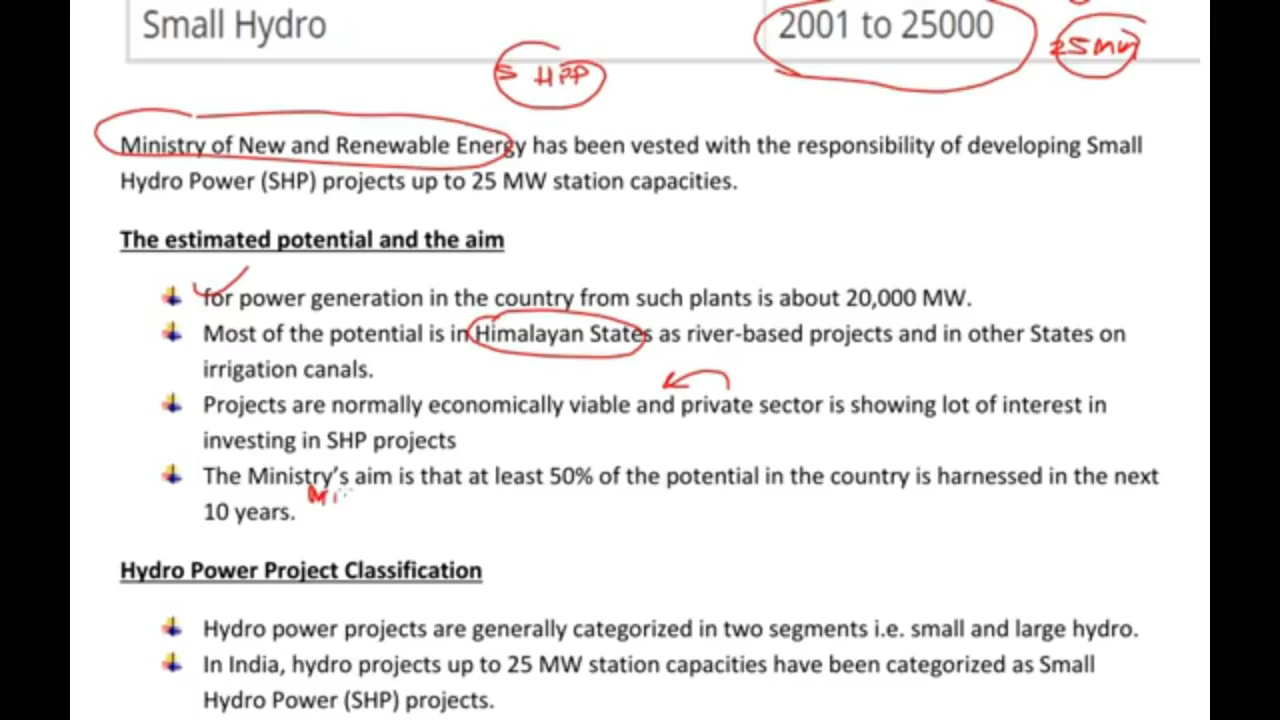 Small Hydro 2001 to 25000 25 MW
S HPP
Ministry of New and Renewable Energy has been vested with the responsibility of developing Small
Hydro Power (SHP) projects up to 25 MW station capacities.
The estimated potential and the aim
for power generation in the country from such plants is about 20,000 MW.
Most of the potential is in Himalayan States as river-based projects and in other States on
irrigation canals.
Projects are normally economically viable and private sector is showing lot of interest in
investing in SHP projects
The Ministry's aim is that at least 50% of the potential in the country is harnessed in the next
10 years.
Hydro Power Project Classification
Hydro power projects are generally categorized in two segments i.e. small and large hydro.
In India, hydro projects up to 25 MW station capacities have been categorized as Small
Hydro Power (SHP) projects.